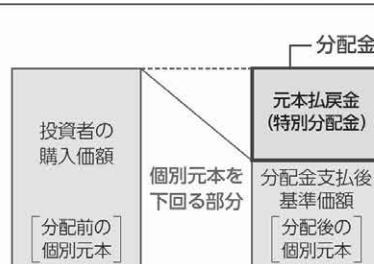 分配金
元本払戻金
(特別分配金)
投資者の
購入価額
個別元本を
下回る部分
分配金支払後
基準価額
[分配前の
個別元本]
[分配後の
個別元本]